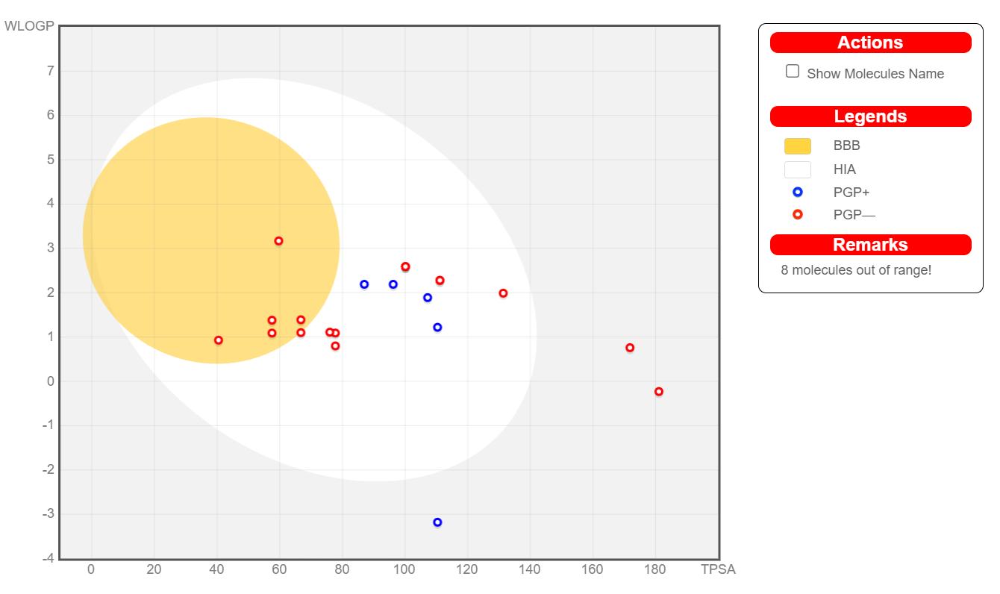 WLOGP
7
6
5
4
3
2
1
0
-1
-2
-3
-4
0 20 40 60 80 100 120 140 160 180 TPSA
Actions
Show Molecules Name
Legends
BBB
HIA
PGP+
PGP—
Remarks
8 molecules out of range!